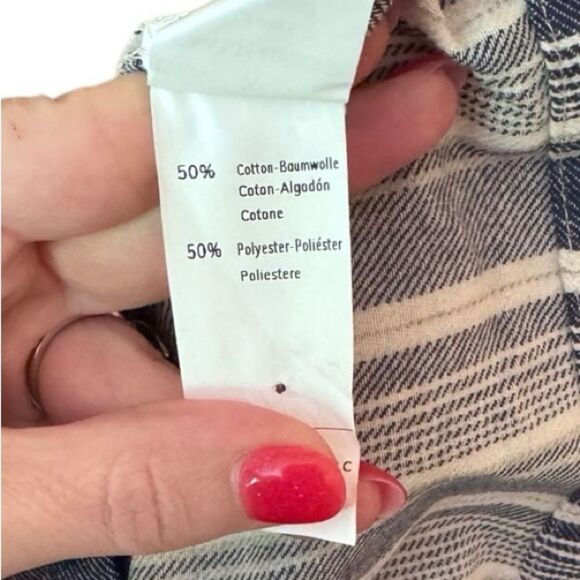 50% Cotton-Baumwolle
Coton-Algodón
Cotone
50% Polyester-Poliéster
Poliestere
C